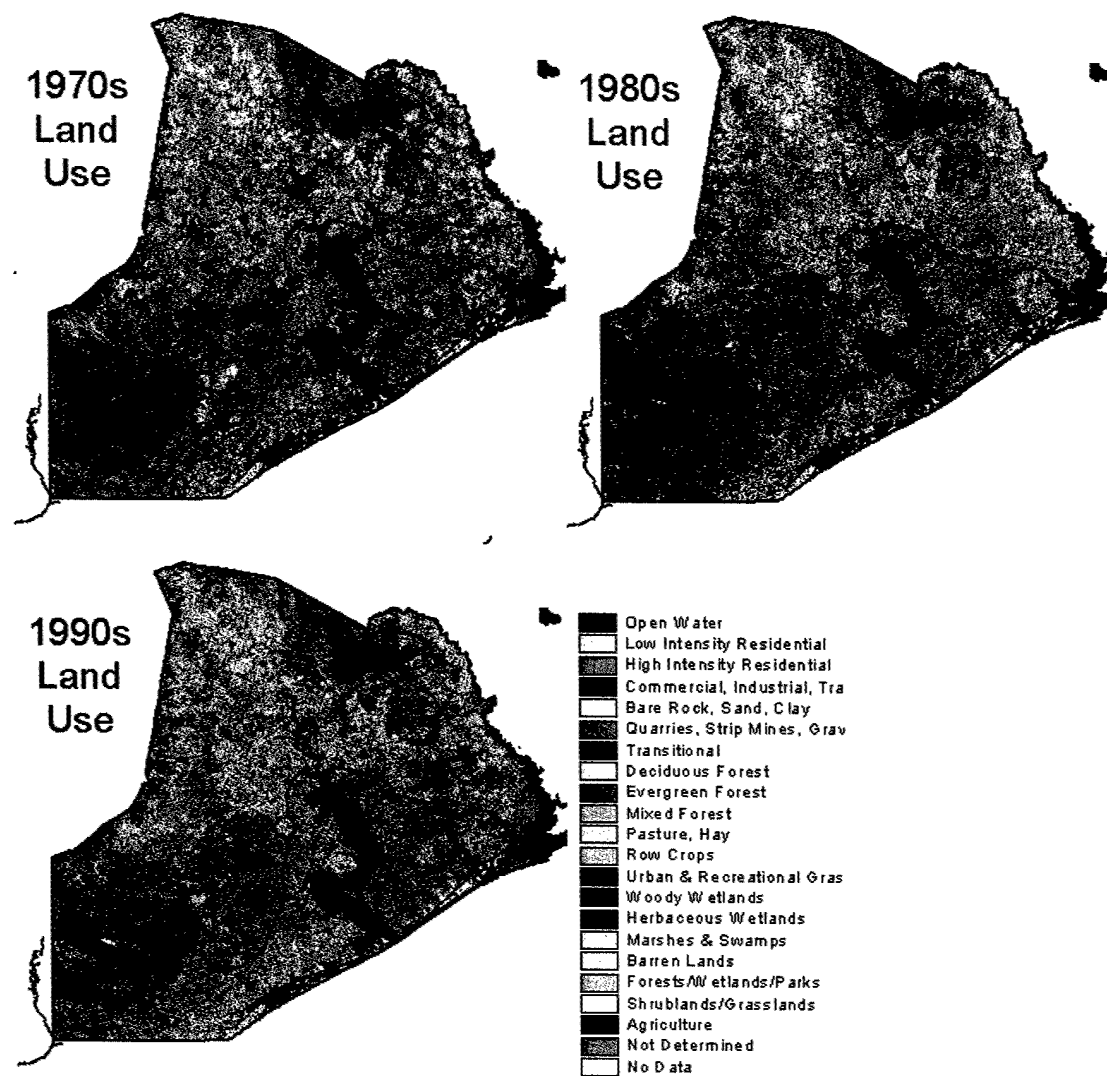 1970s
Land
Use
1980s
Land
Use
1990s
Land
Use
Open Water
Low Intensity Residential
High Intensity Residential
Commercial, Industrial, Tra
Bare Rock, Sand, Clay
Quarries, Strip Mines, Grav
Transitional
Deciduous Forest
Evergreen Forest
Mixed Forest
Pasture, Hay
Row Crops
Urban & Recreational Gras
Woody Wetlands
Herbaceous Wetlands
Marshes & Swamps
Barren Lands
Forests/Wetlands/Parks
Shrublands/Grasslands
Agriculture
Not Determined
No Data